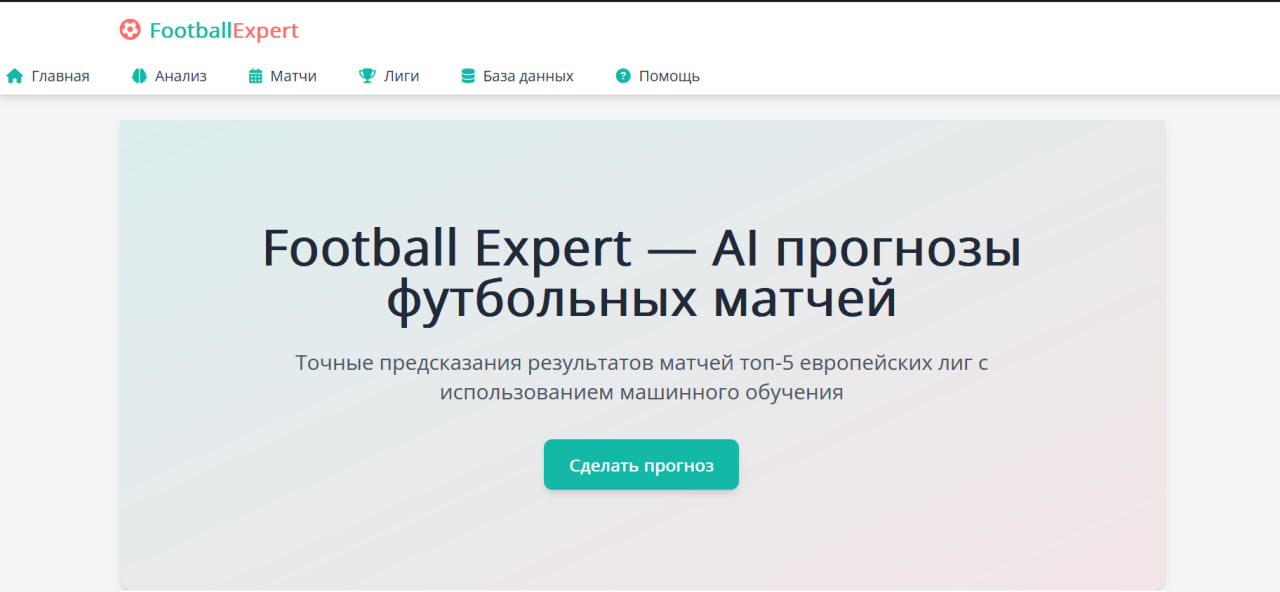 FootballExpert
Главная Анализ Матчи Лиги База данных Помощь
Football Expert — AI прогнозы
футбольных матчей
Точные предсказания результатов матчей топ-5 европейских лиг с
использованием машинного обучения
Сделать прогноз